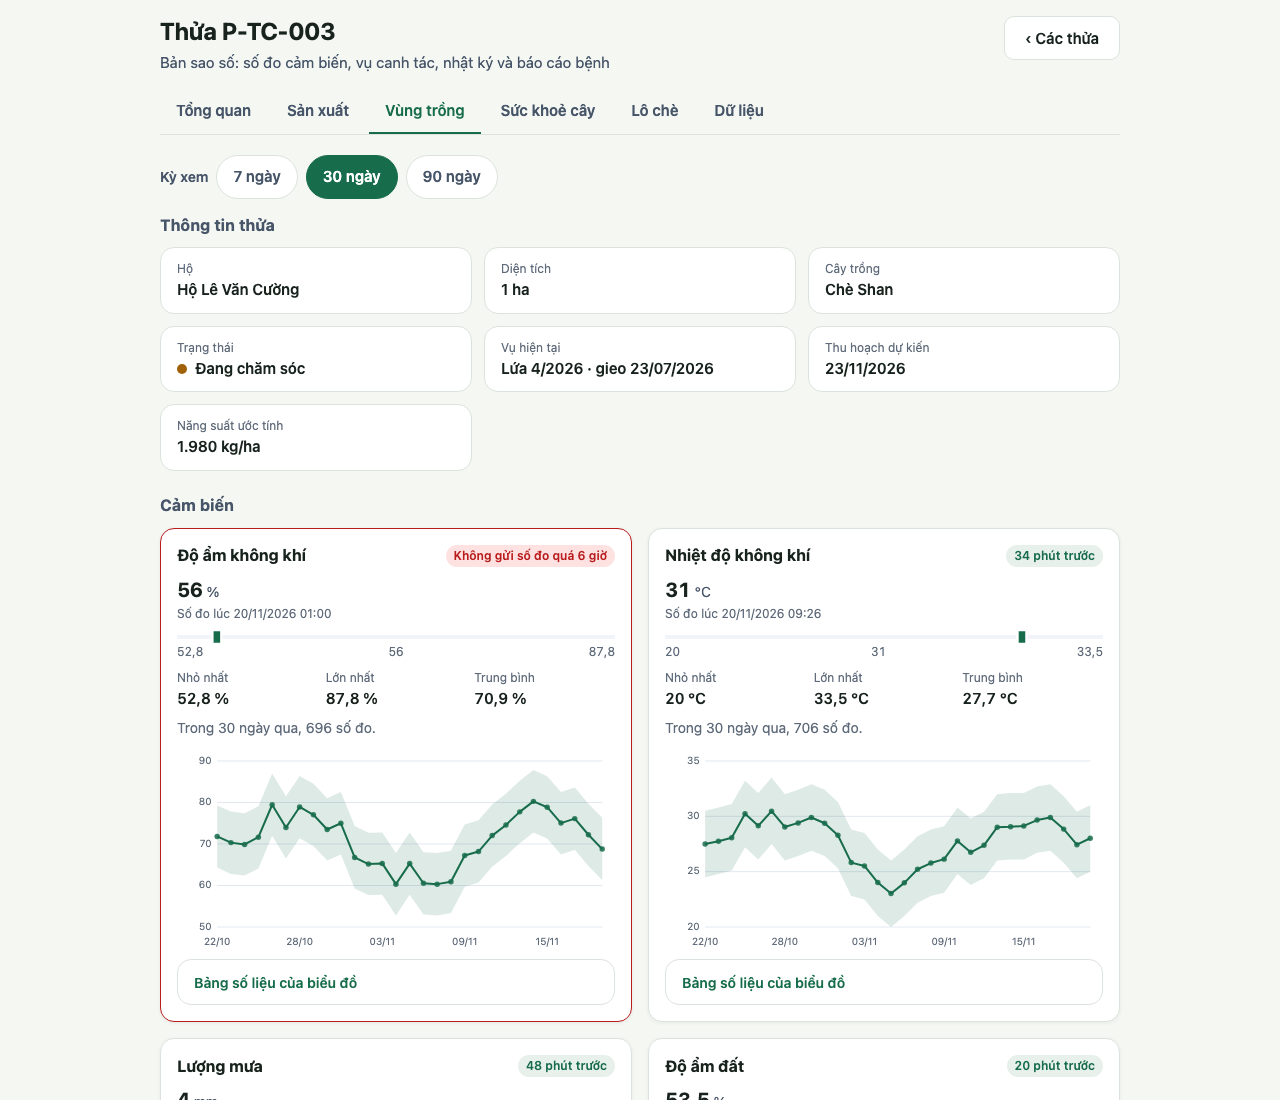 Thửa P-TC-003
‹ Các thửa
Bản sao số: số đo cảm biến, vụ canh tác, nhật ký và báo cáo bệnh
Tổng quan Sản xuất Vùng trồng Sức khoẻ cây Lô chè Dữ liệu
Kỳ xem 7 ngày 30 ngày 90 ngày
Thông tin thửa
Hộ
Hộ Lê Văn Cường
Diện tích
1 ha
Cây trồng
Chè Shan
Trạng thái
Đang chăm sóc
Vụ hiện tại
Lứa 4/2026 · gieo 23/07/2026
Thu hoạch dự kiến
23/11/2026
Năng suất ước tính
1.980 kg/ha
Cảm biến
Độ ẩm không khí
Không gửi số đo quá 6 giờ
56 %
Số đo lúc 20/11/2026 01:00
52,8 56 87,8
Nhỏ nhất Lớn nhất Trung bình
52,8 % 87,8 % 70,9 %
Trong 30 ngày qua, 696 số đo.
90
80
70
60
50
22/10 28/10 03/11 09/11 15/11
Bảng số liệu của biểu đồ
Nhiệt độ không khí
34 phút trước
31 °C
Số đo lúc 20/11/2026 09:26
20 31 33,5
Nhỏ nhất Lớn nhất Trung bình
20 °C 33,5 °C 27,7 °C
Trong 30 ngày qua, 706 số đo.
35
30
25
20
22/10 28/10 03/11 09/11 15/11
Bảng số liệu của biểu đồ
Lượng mưa
48 phút trước
4 mm
Độ ẩm đất
20 phút trước
53,5 %